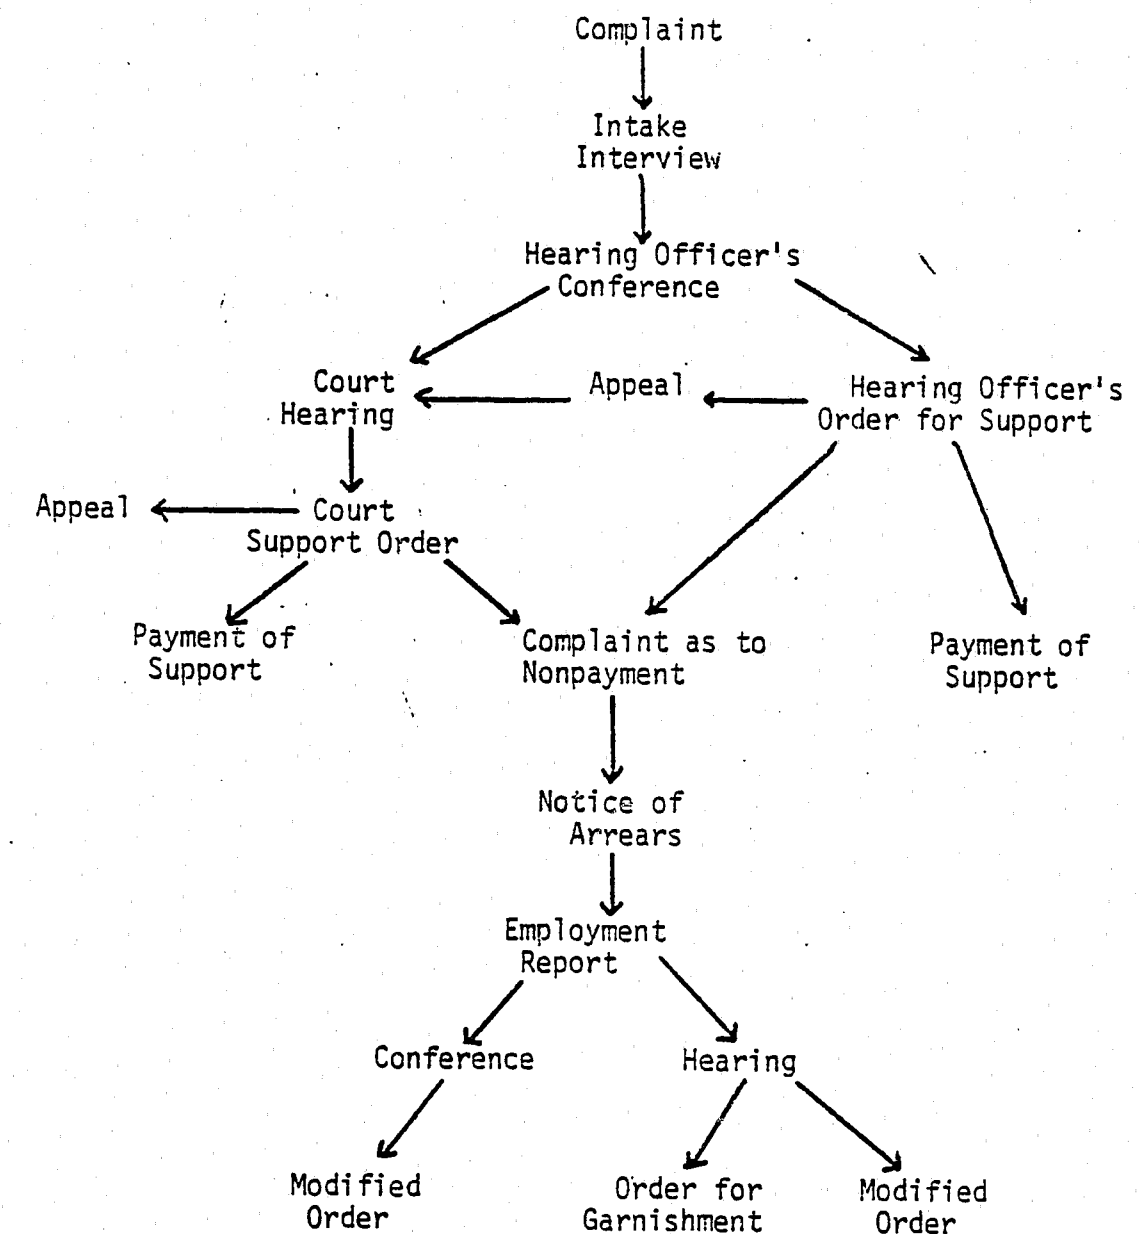 Complaint
Intake
Interview
Hearing Officer's
Conference
Court
Hearing
Appeal
Hearing Officer's
Order for Support
Appeal
Court
Support Order
Payment of
Support
Complaint as to
Nonpayment
Payment of
Support
Notice of
Arrears
Employment
Report
Conference
Hearing
Modified
Order
Order for
Garnishment
Modified
Order